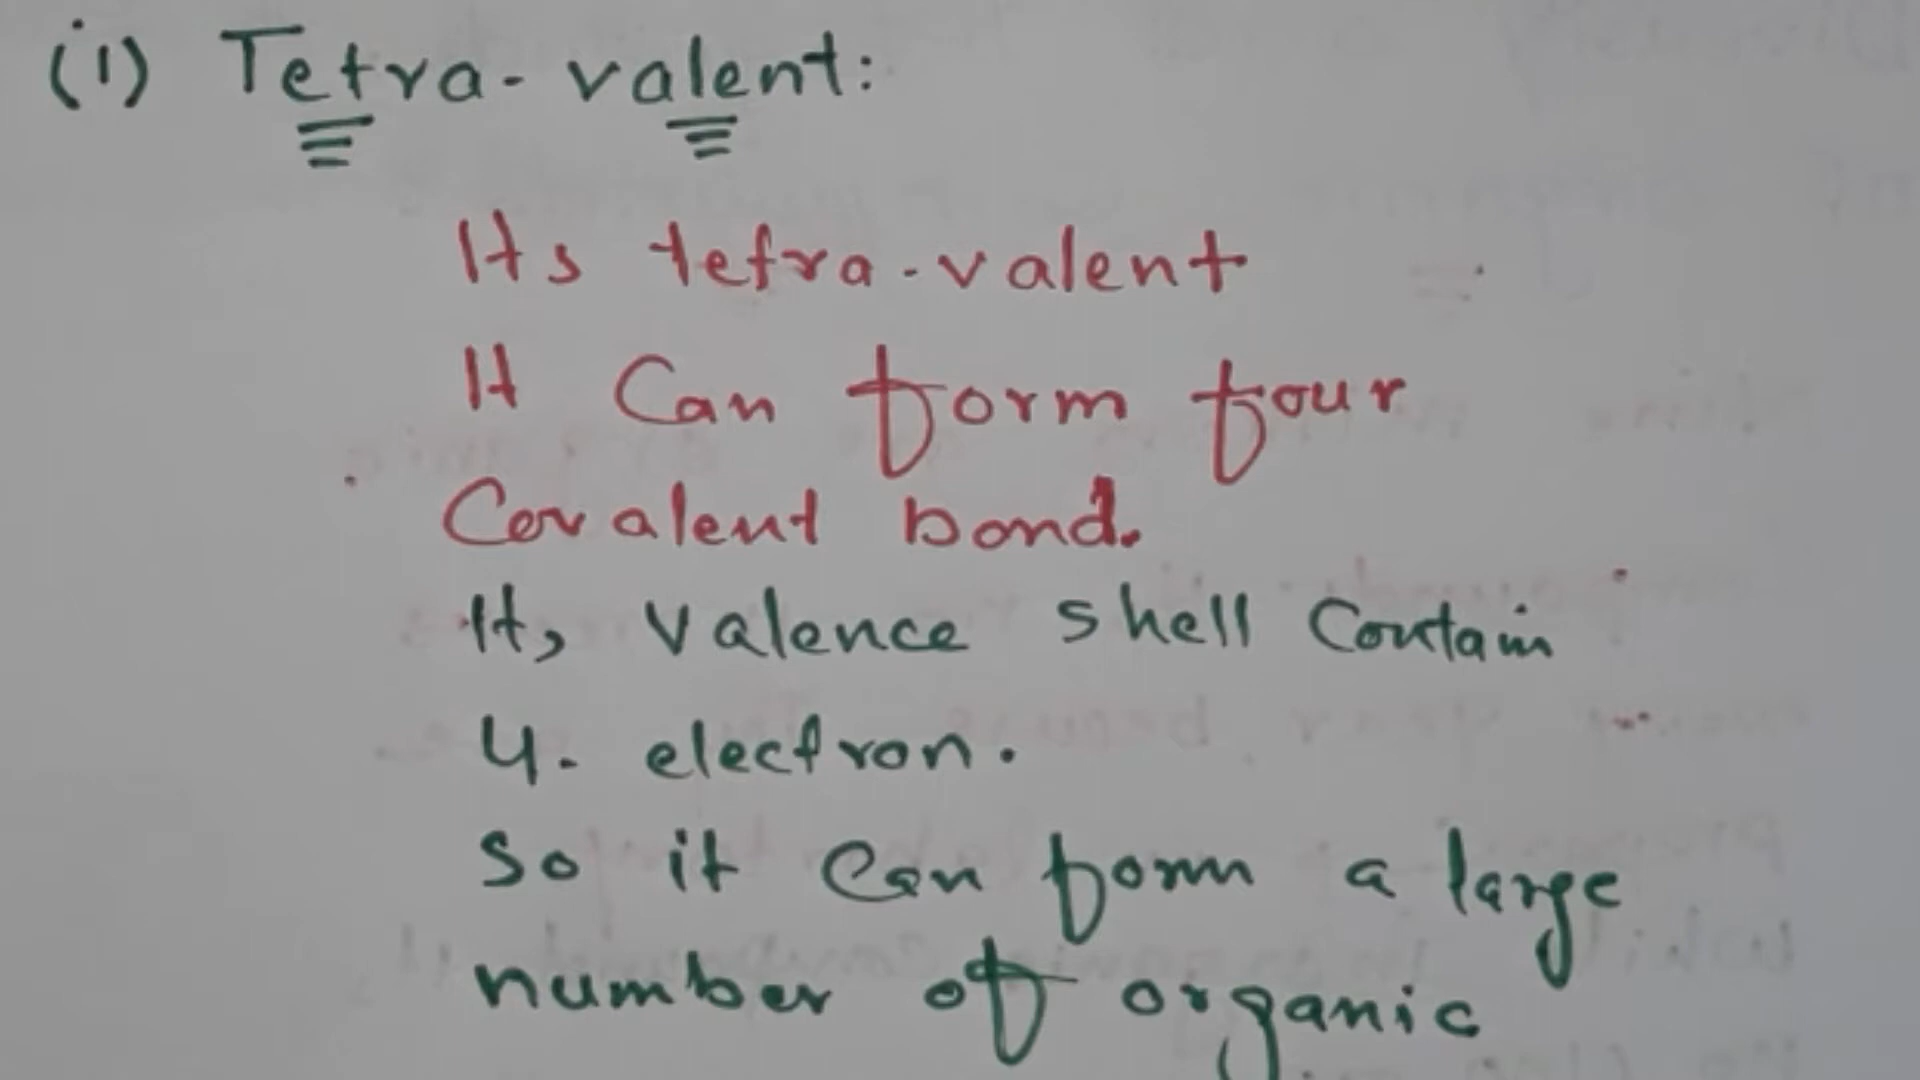 (i) Tetra-valent:
Its tetra-valent
It Can form four
Covalent bond.
It, valence shell Contain
4. electron.
So it Can form a large
number of organic